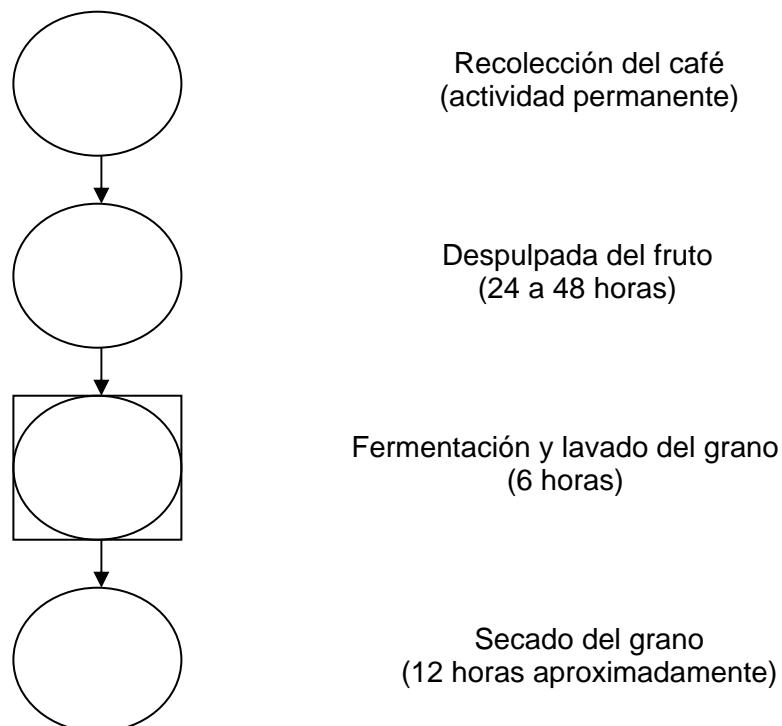 Recolección del café
(actividad permanente)
Despulpada del fruto
(24 a 48 horas)
Fermentación y lavado del grano
(6 horas)
Secado del grano
(12 horas aproximadamente)